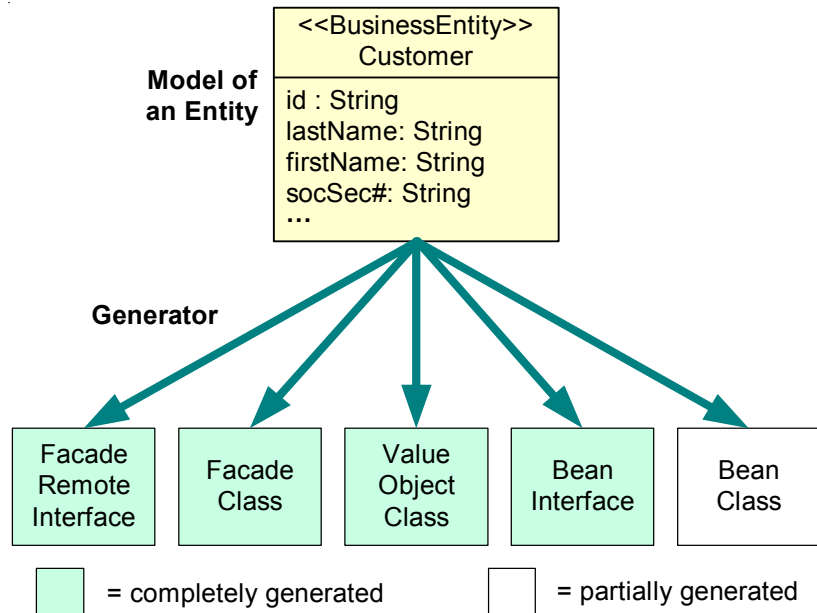 <<BusinessEntity>>
Customer
Model of
an Entity
id : String
lastName: String
firstName: String
socSec#: String
...
Generator
Facade
Remote
Interface
Facade
Class
Value
Object
Class
Bean
Interface
Bean
Class
= completely generated
= partially generated